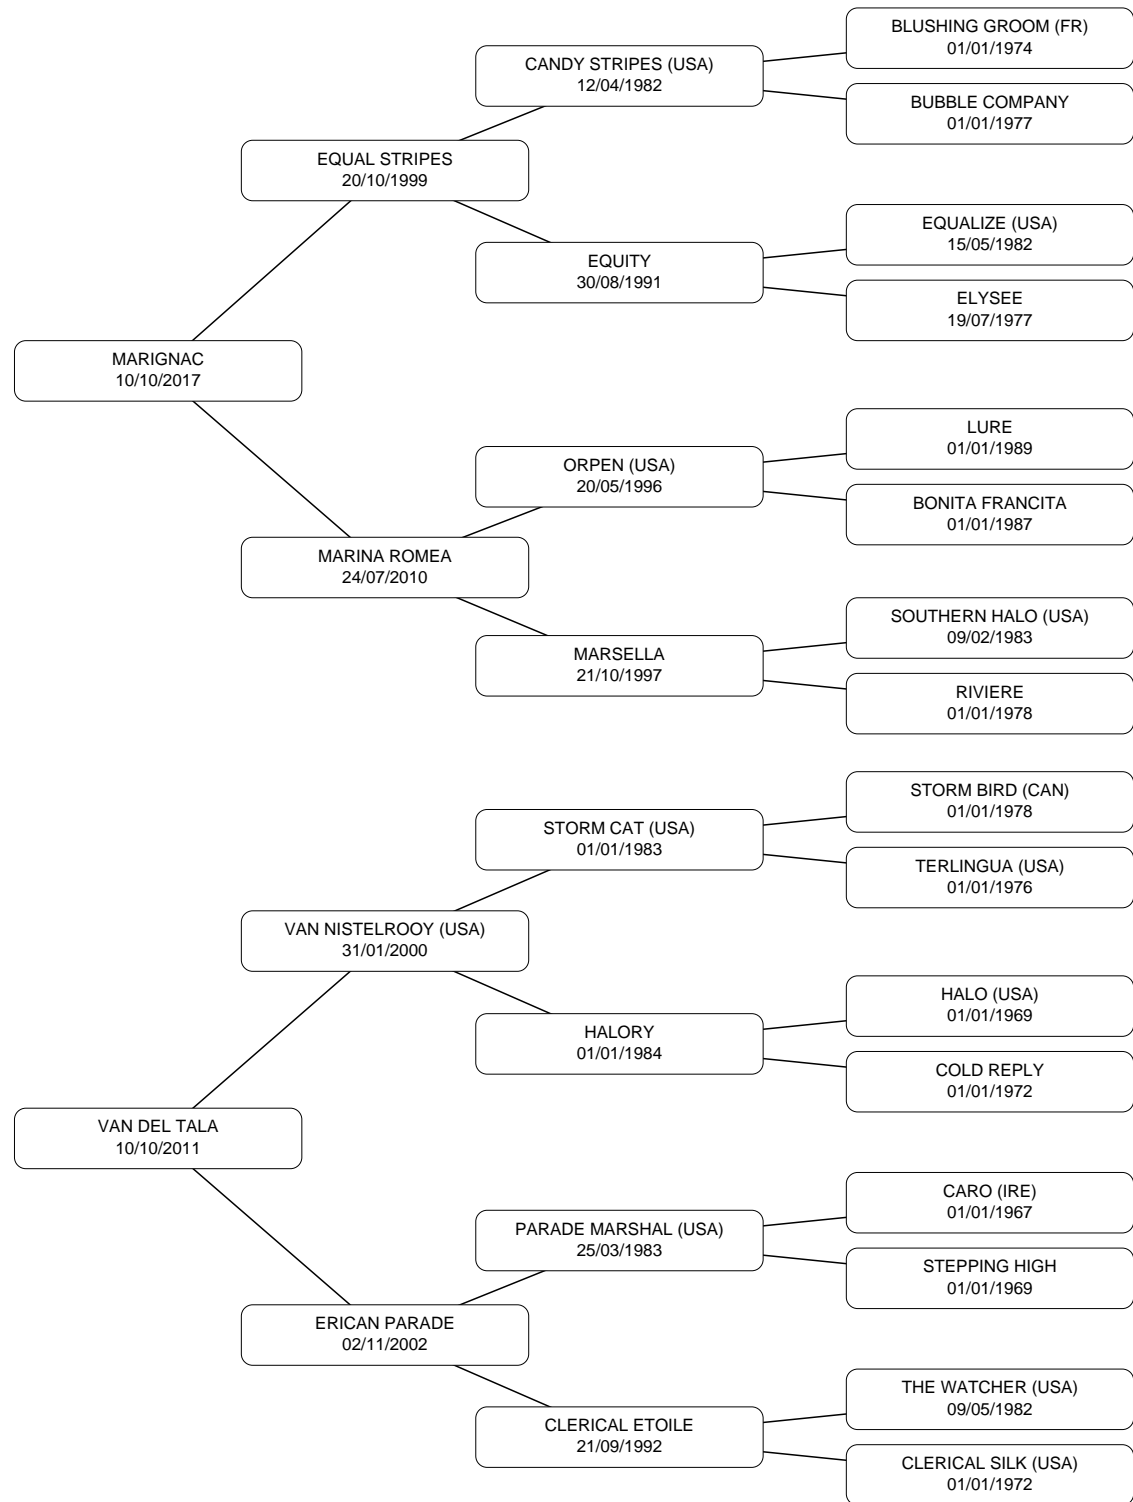 BLUSHING GROOM (FR)
01/01/1974
CANDY STRIPES (USA)
12/04/1982
BUBBLE COMPANY
01/01/1977
EQUAL STRIPES
20/10/1999
EQUALIZE (USA)
15/05/1982
EQUITY
30/08/1991
ELYSEE
19/07/1977
MARIGNAC
10/10/2017
LURE
01/01/1989
ORPEN (USA)
20/05/1996
BONITA FRANCITA
01/01/1987
MARINA ROMEA
24/07/2010
SOUTHERN HALO (USA)
09/02/1983
MARSELLA
21/10/1997
RIVIERE
01/01/1978
STORM BIRD (CAN)
01/01/1978
STORM CAT (USA)
01/01/1983
TERLINGUA (USA)
01/01/1976
VAN NISTELROOY (USA)
31/01/2000
HALO (USA)
01/01/1969
HALORY
01/01/1984
COLD REPLY
01/01/1972
VAN DEL TALA
10/10/2011
CARO (IRE)
01/01/1967
PARADE MARSHAL (USA)
25/03/1983
STEPPING HIGH
01/01/1969
ERICAN PARADE
02/11/2002
THE WATCHER (USA)
09/05/1982
CLERICAL ETOILE
21/09/1992
CLERICAL SILK (USA)
01/01/1972